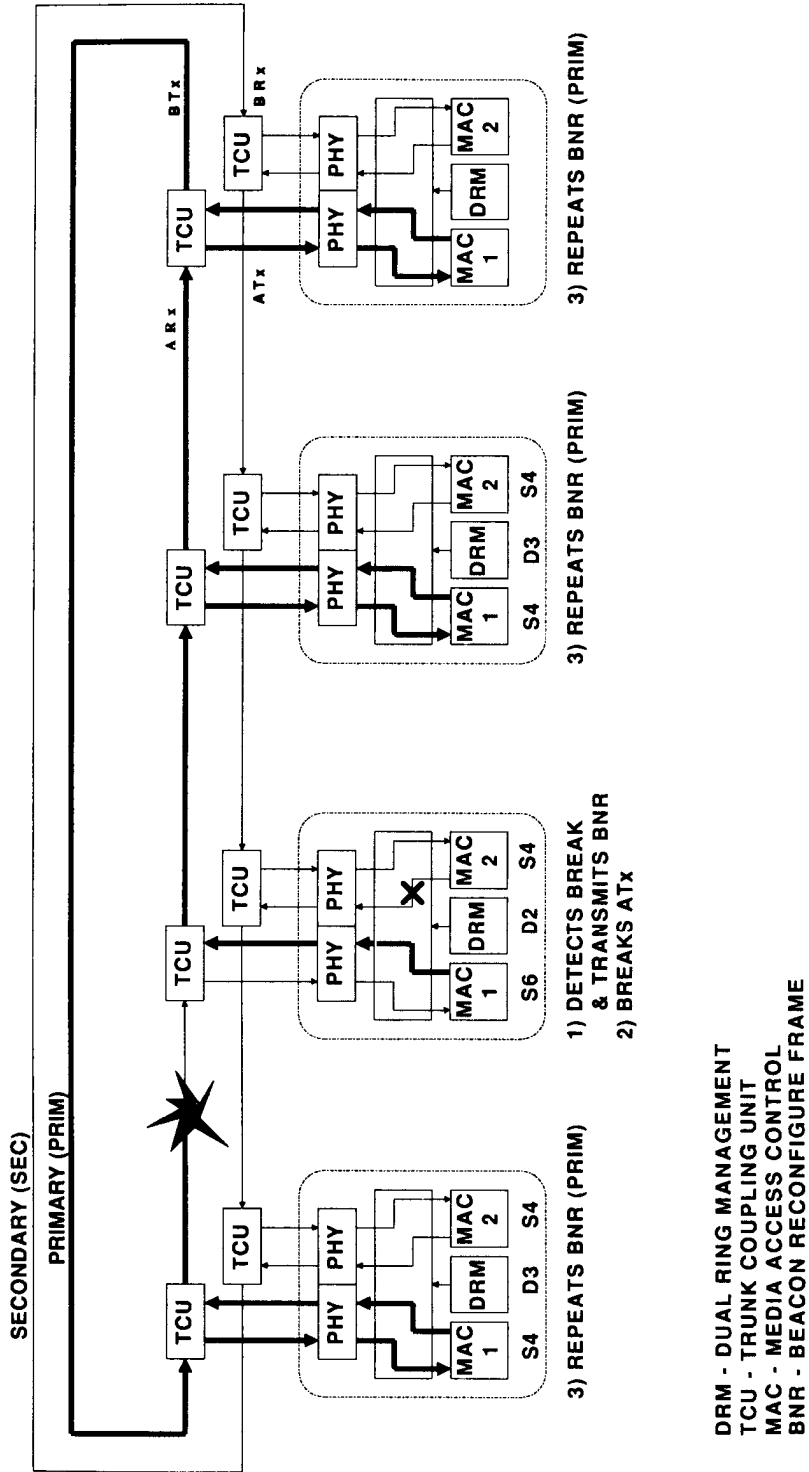 SECONDARY (SEC)
PRIMARY (PRIM)
TCU
TCU
TCU
TCU
ARx
BTx
TCU
TCU
TCU
TCU
ATx
BRx
PHY PHY
PHY PHY
PHY PHY
PHY PHY
MAC 1
DRM
MAC 2
MAC 1
DRM
MAC 2
MAC 1
DRM
MAC 2
MAC 1
DRM
MAC 2
S4 D3 S4
S6 D2 S4
S4 D3 S4
3) REPEATS BNR (PRIM)
1) DETECTS BREAK
& TRANSMITS BNR
2) BREAKS ATx
3) REPEATS BNR (PRIM)
3) REPEATS BNR (PRIM)
DRM - DUAL RING MANAGEMENT
TCU - TRUNK COUPLING UNIT
MAC - MEDIA ACCESS CONTROL
BNR - BEACON RECONFIGURE FRAME